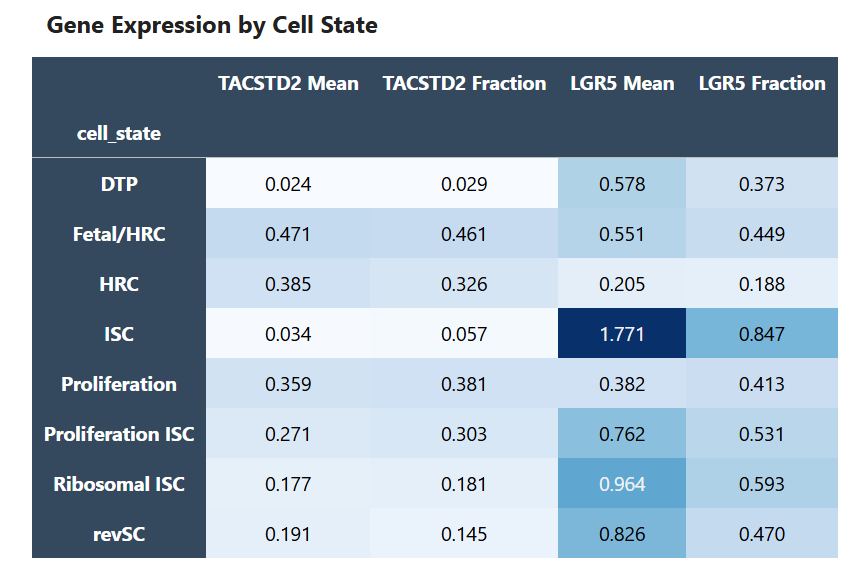 Gene Expression by Cell State
TACSTD2 Mean TACSTD2 Fraction LGR5 Mean LGR5 Fraction
cell_state
DTP 0.024 0.029 0.578 0.373
Fetal/HRC 0.471 0.461 0.551 0.449
HRC 0.385 0.326 0.205 0.188
ISC 0.034 0.057 1.771 0.847
Proliferation 0.359 0.381 0.382 0.413
Proliferation ISC 0.271 0.303 0.762 0.531
Ribosomal ISC 0.177 0.181 0.964 0.593
revSC 0.191 0.145 0.826 0.470